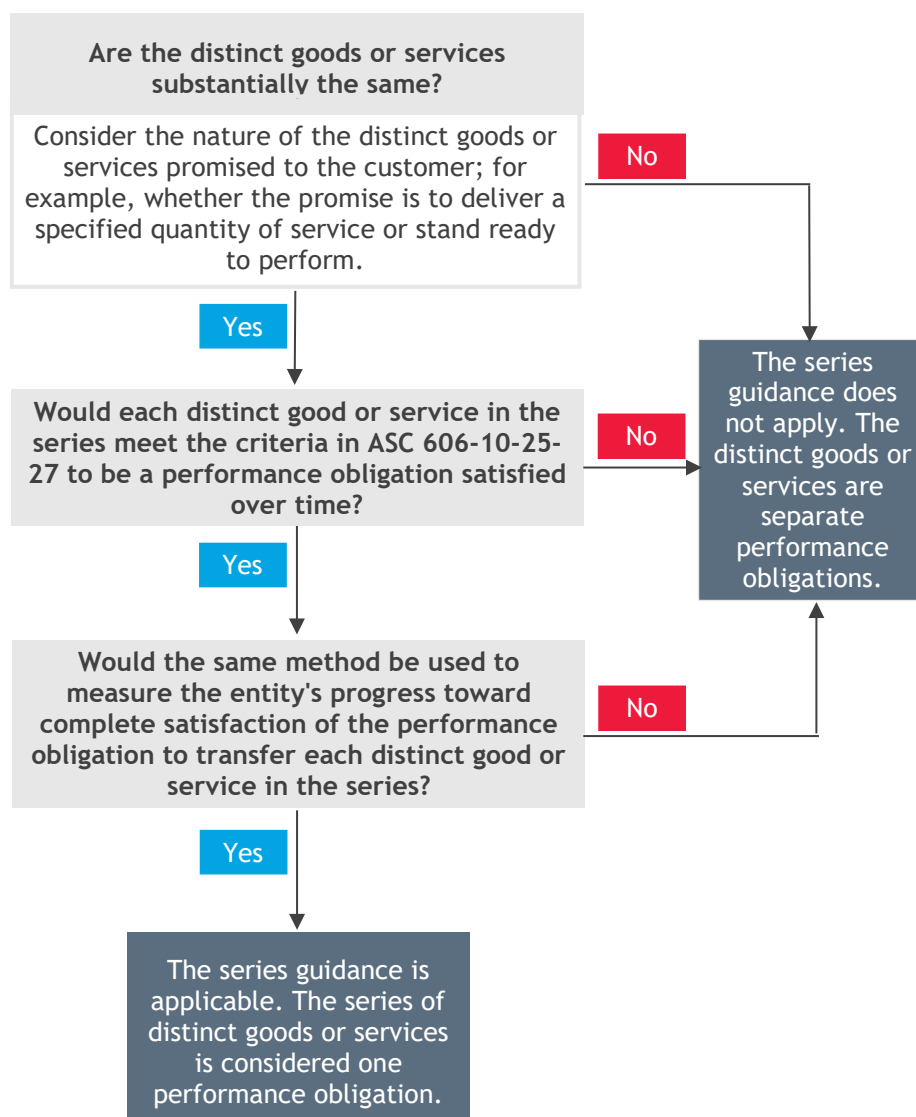 Are the distinct goods or services
substantially the same?
Consider the nature of the distinct goods or
services promised to the customer; for
example, whether the promise is to deliver a
specified quantity of service or stand ready
to perform.
No
Yes
The series
guidance does
not apply. The
distinct goods or
services are
separate
performance
obligations.
Would each distinct good or service in the
series meet the criteria in ASC 606-10-25-
27 to be a performance obligation satisfied
over time?
No
Yes
Would the same method be used to
measure the entity's progress toward
complete satisfaction of the performance
obligation to transfer each distinct good or
service in the series?
No
Yes
The series guidance is
applicable. The series of
distinct goods or services
is considered one
performance obligation.